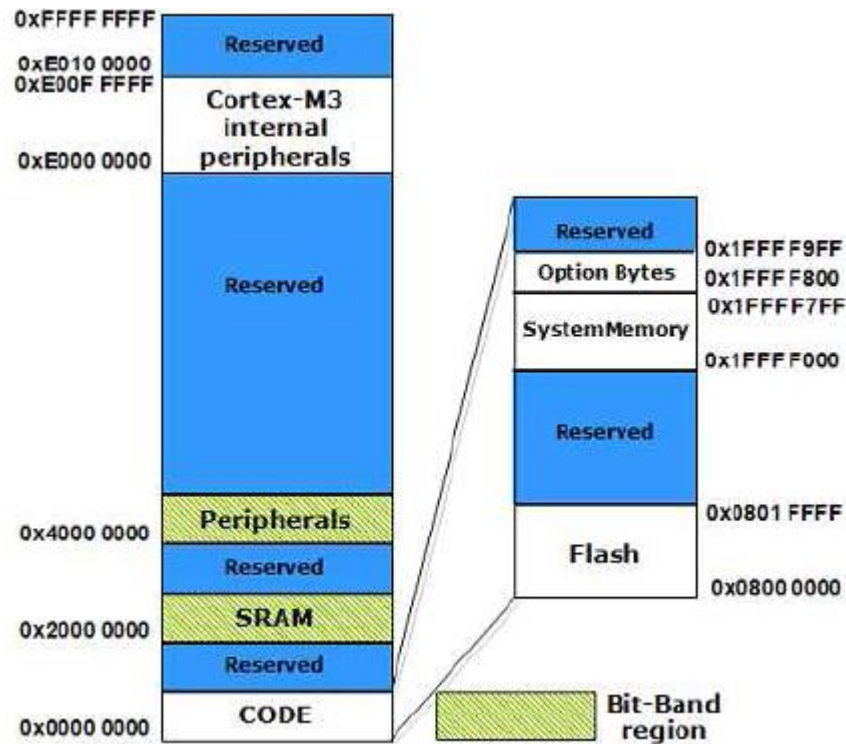 0xFFFF FFFF
Reserved
0xE010 0000
0xE00F FFFF
Cortex-M3
internal
peripherals
0xE000 0000
Reserved
Peripherals
0x4000 0000
Reserved
SRAM
0x2000 0000
Reserved
CODE
0x0000 0000
Reserved
0x1FFF F9FF
Option Bytes
0x1FFF F800
0x1FFF F7FF
SystemMemory
0x1FFF F000
Reserved
0x0801 FFFF
Flash
0x0800 0000
Bit-Band
region